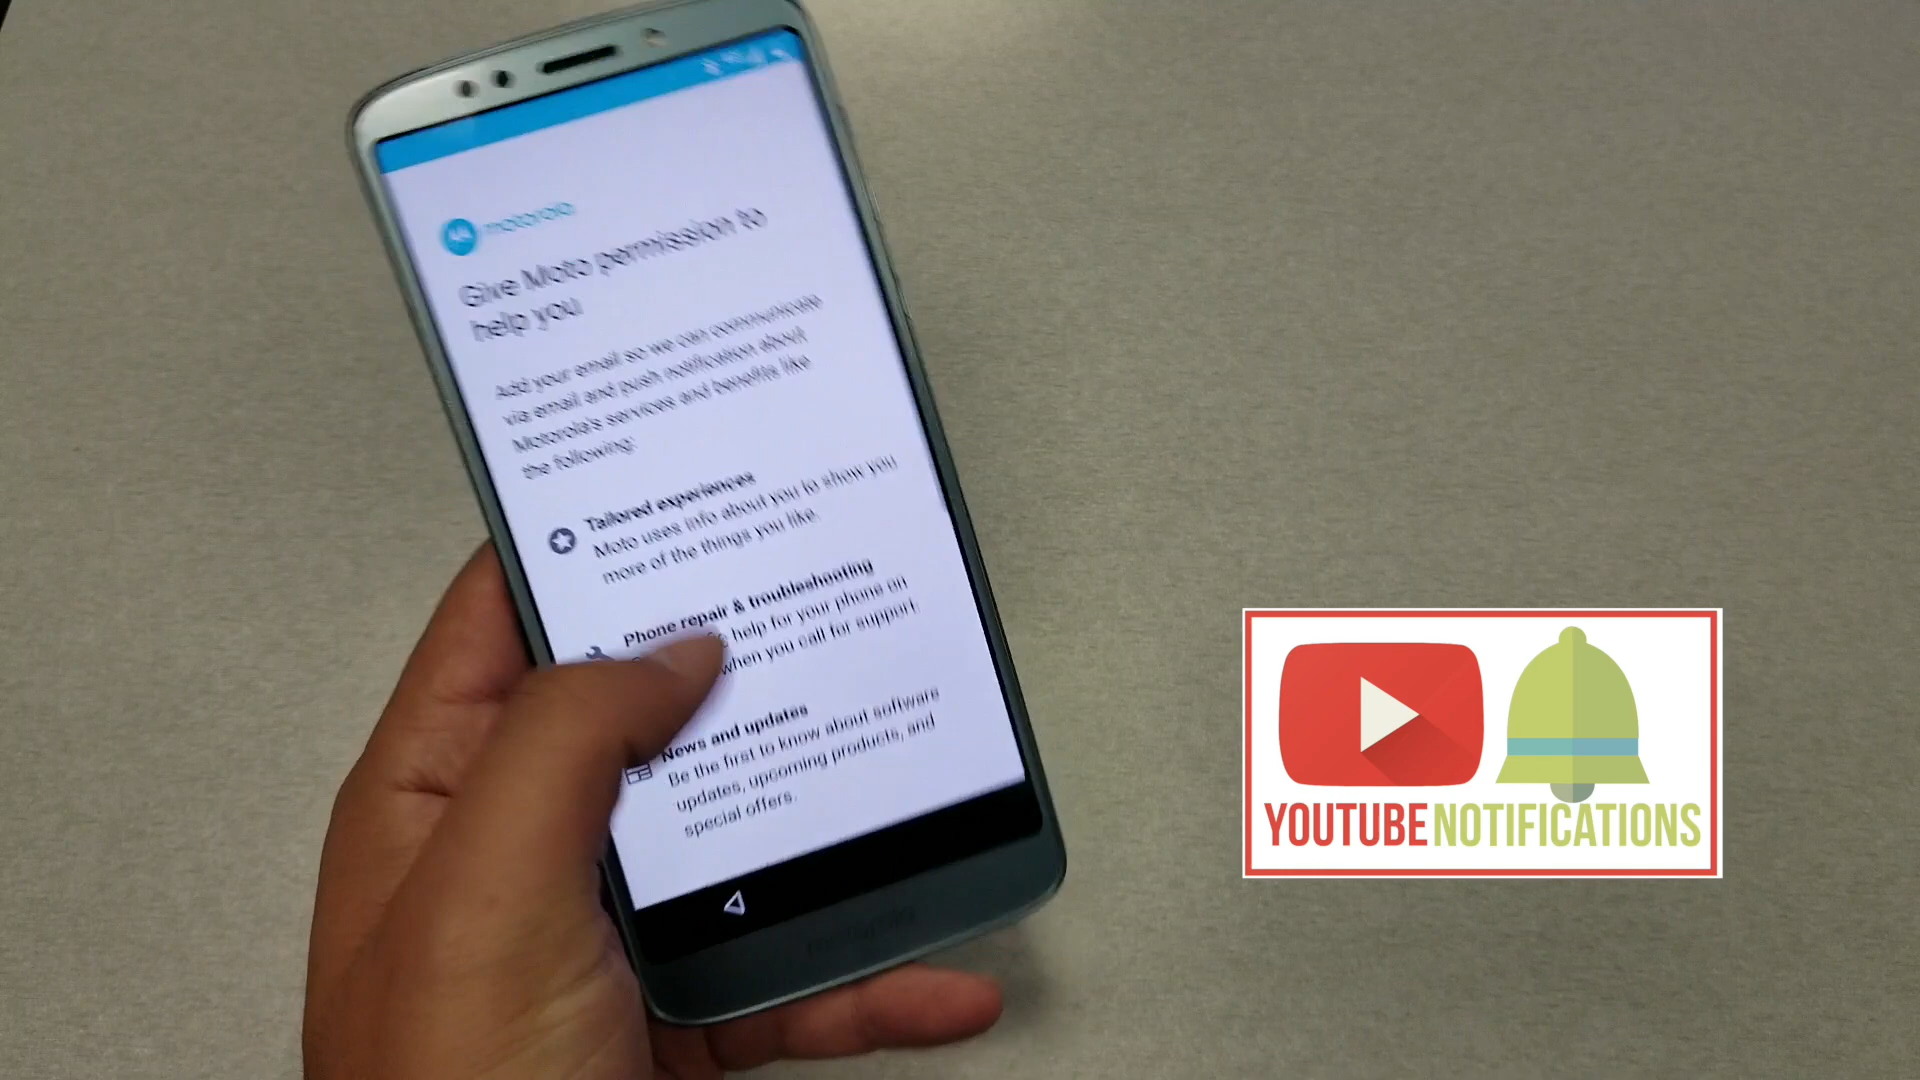 motorola
Give Moto permission to
help you
Add your email so we can communicate
via email and push notification about
Motorola's services and benefits like
the following:
Tailored experiences
Moto uses info about you to show you
more of the things you like.
Phone repair & troubleshooting
help for your phone on
when you call for support.
News and updates
Be the first to know about software
updates, upcoming products, and
special offers.
motorola
YOUTUBE NOTIFICATIONS